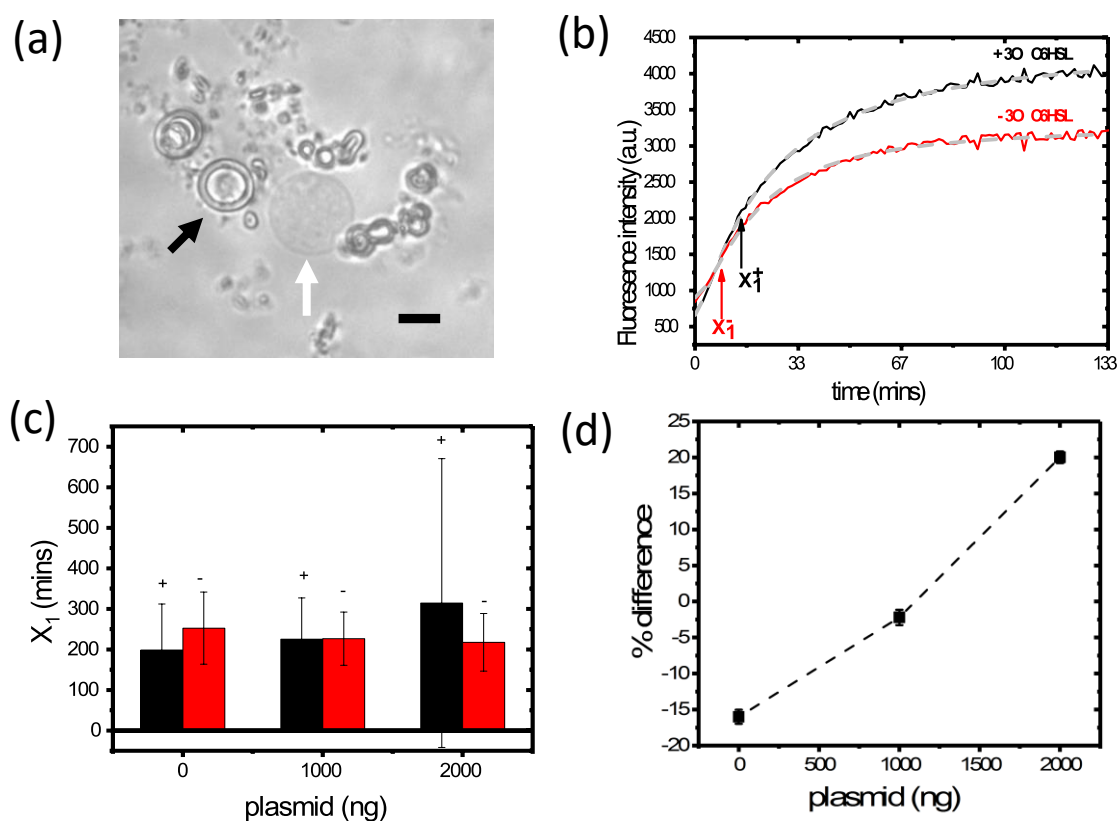 (a)
(b)
4500
4000
3500
3000
2500
2000
1500
1000
500
Fluoresence intensity (a.u.)
+3O C6HSL
-3O C6HSL
X1+
X1-
0 33 67 100 133
time (mins)
(c)
700
600
500
400
300
200
100
0
X1 (mins)
+ - + - + -
0 1000 2000
plasmid (ng)
(d)
25
20
15
10
5
0
-5
-10
-15
-20
% difference
0 500 1000 1500 2000
plasmid (ng)